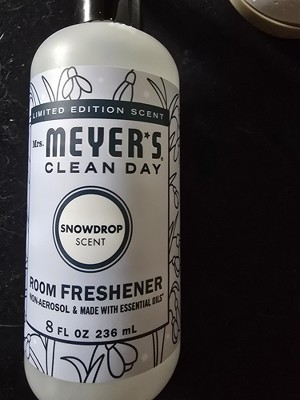 LIMITED EDITION SCENT
Mrs. MEYER'S®
CLEAN DAY
SNOWDROP
SCENT
ROOM FRESHENER
NON-AEROSOL & MADE WITH ESSENTIAL OILS*
8 FL OZ 236 mL